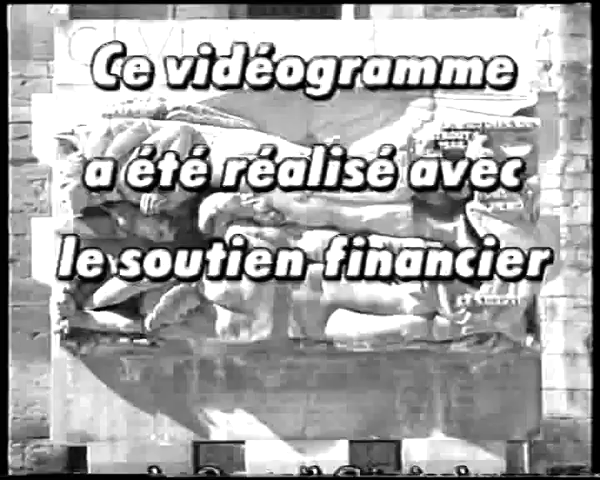 Ce vidéogramme
a été réalisé avec
le soutien financier